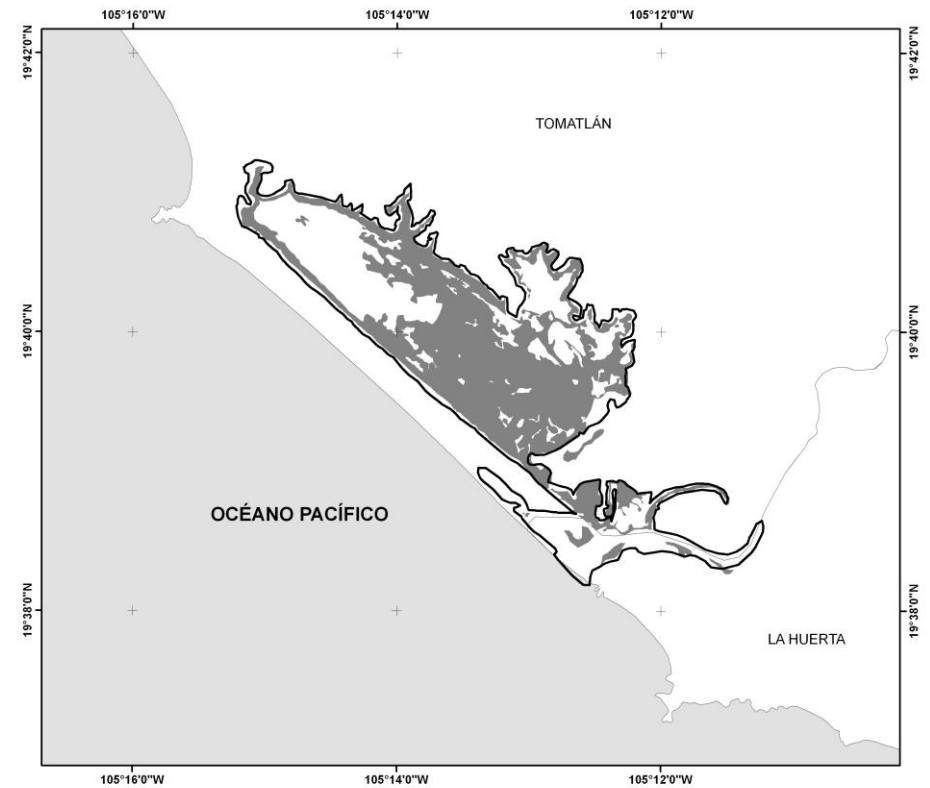 105°16'0"W 105°14'0"W 105°12'0"W
19°42'0"N 19°42'0"N
TOMATLÁN
19°40'0"N 19°40'0"N
OCÉANO PACÍFICO
19°38'0"N 19°38'0"N
LA HUERTA
105°16'0"W 105°14'0"W 105°12'0"W